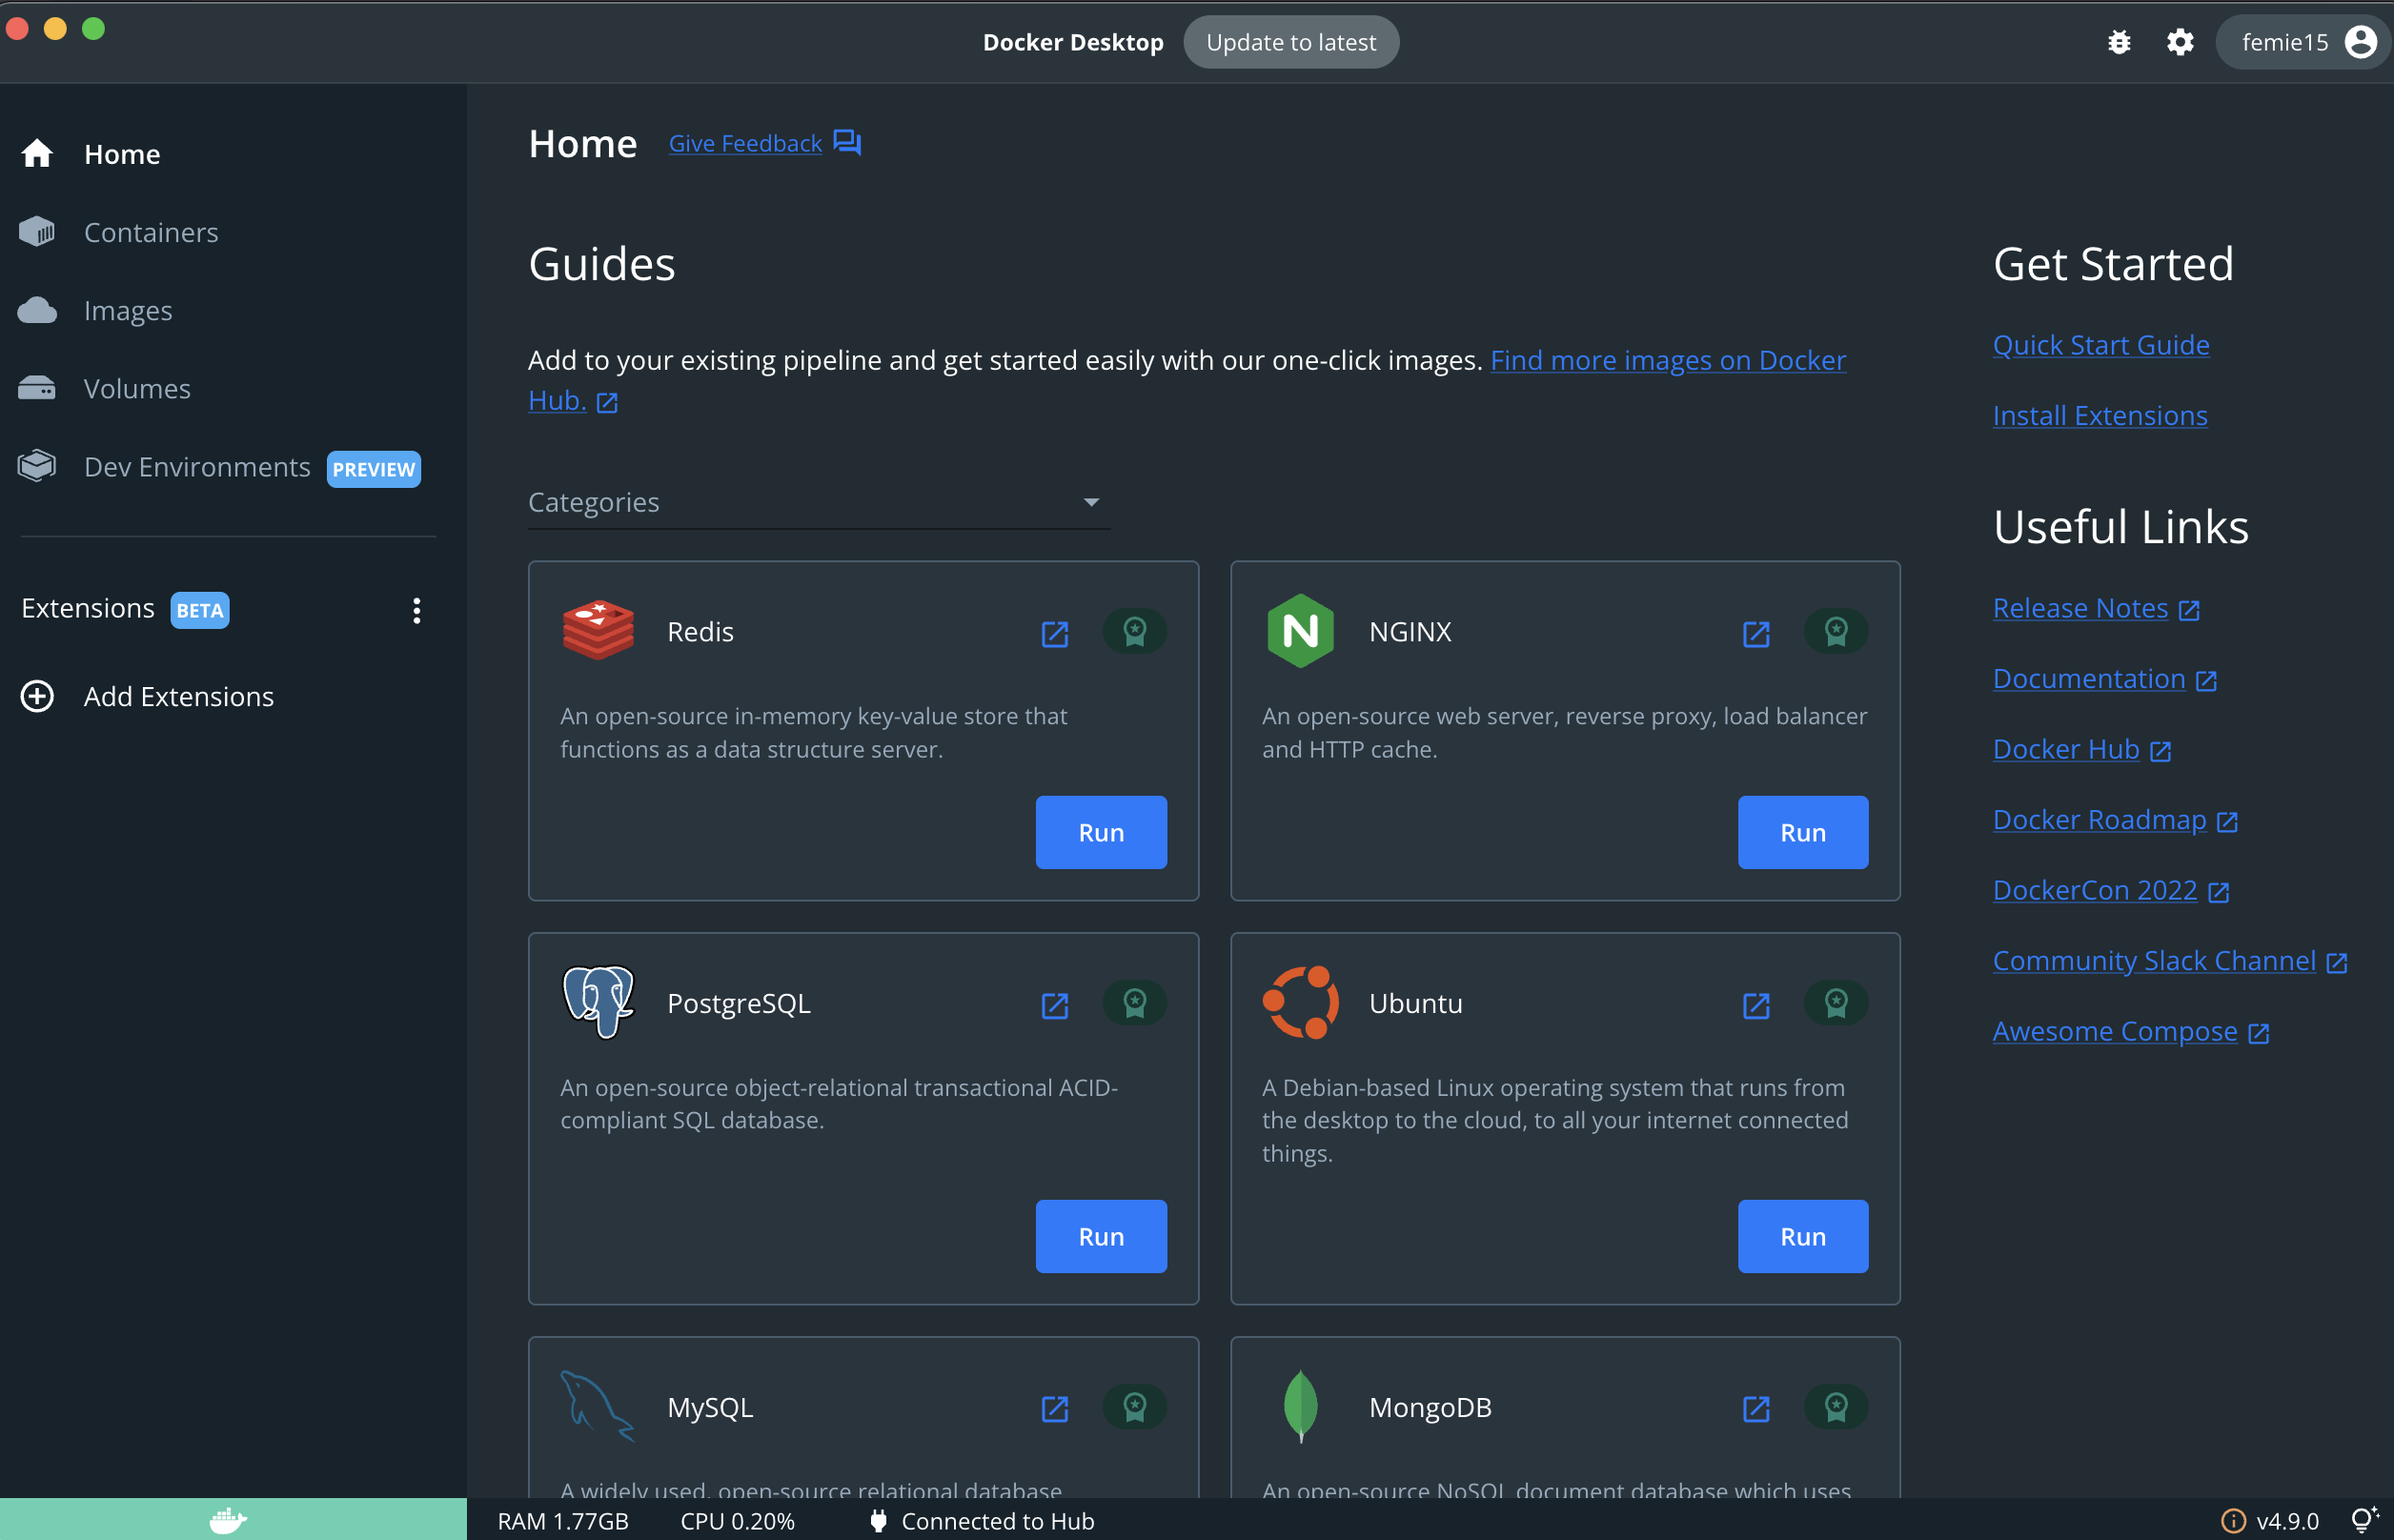 Docker Desktop Update to latest
femie15
Home
Containers
Images
Volumes
Dev Environments PREVIEW
Extensions BETA
Add Extensions
Home Give Feedback
Guides
Add to your existing pipeline and get started easily with our one-click images. Find more images on Docker
Hub.
Categories
Redis
An open-source in-memory key-value store that
functions as a data structure server.
Run
NGINX
An open-source web server, reverse proxy, load balancer
and HTTP cache.
Run
PostgreSQL
An open-source object-relational transactional ACID-
compliant SQL database.
Run
Ubuntu
A Debian-based Linux operating system that runs from
the desktop to the cloud, to all your internet connected
things.
Run
MySQL
A widely used, open-source relational database
MongoDB
An open-source NoSQL document database which uses
Get Started
Quick Start Guide
Install Extensions
Useful Links
Release Notes
Documentation
Docker Hub
Docker Roadmap
DockerCon 2022
Community Slack Channel
Awesome Compose
RAM 1.77GB CPU 0.20% Connected to Hub
v4.9.0